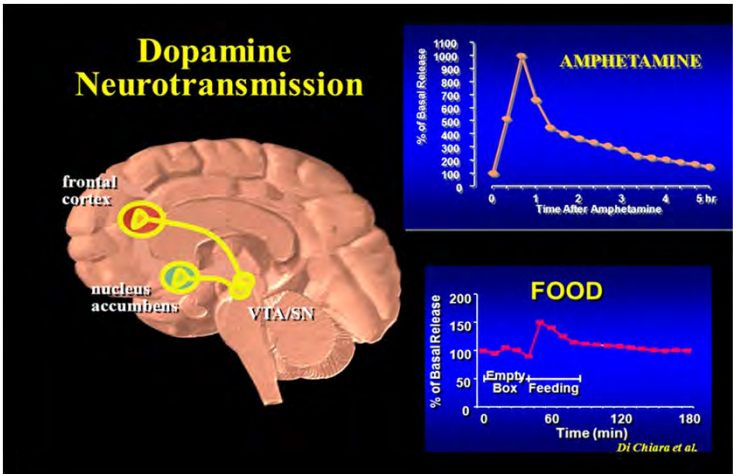 Dopamine
Neurotransmission
frontal
cortex
nucleus
accumbens
VTA/SN
AMPHETAMINE
% of Basal Release
1100
1000
900
800
700
600
500
400
300
200
100
0
0 1 2 3 4 5 hr
Time After Amphetamine
FOOD
% of Basal Release
200
150
100
50
0
Empty
Box Feeding
0 60 120 180
Time (min)
Di Chiara et al.